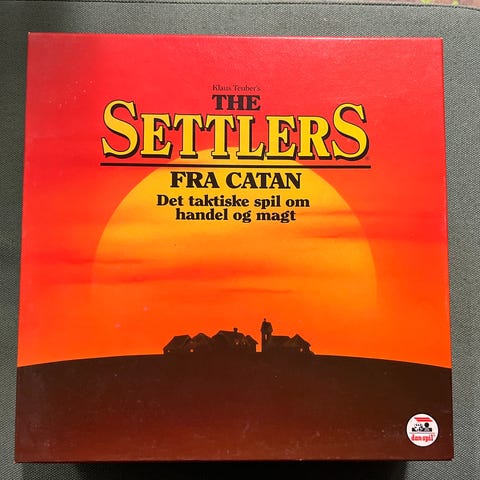 Klaus Teuber's
THE
SETTLERS
FRA CATAN
Det taktiske spil om
handel og magt
dan spil